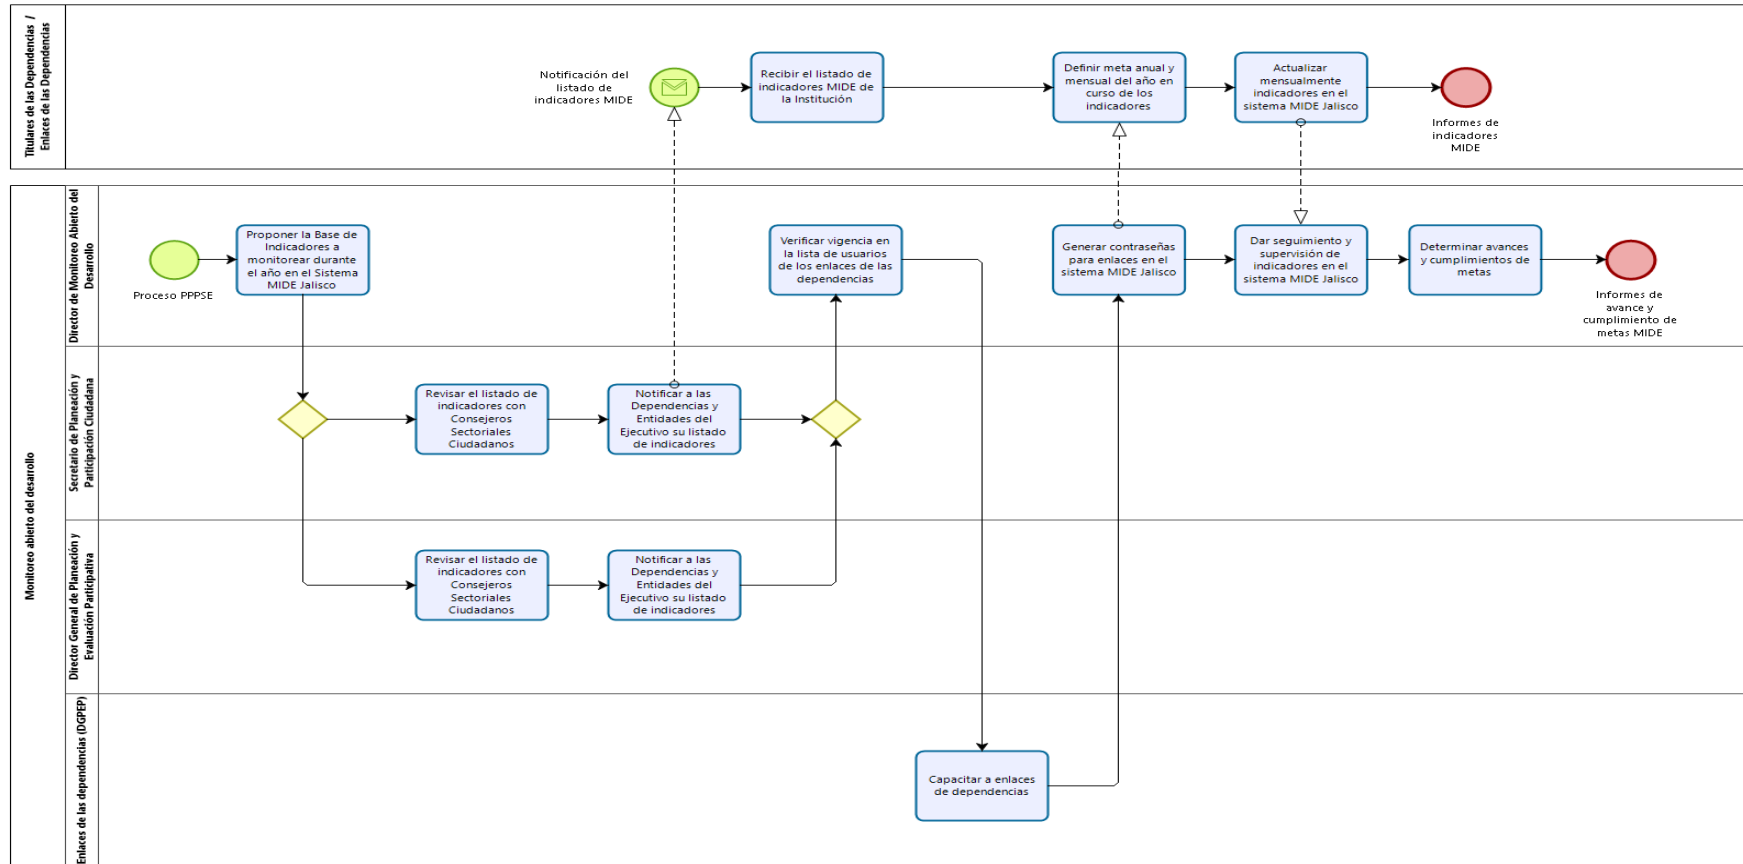 Titulares de las Dependencias /
Enlaces de las Dependencias
Notificación del
listado de
indicadores MIDE
Recibir el listado de
indicadores MIDE de
la Institución
Definir meta anual y
mensual del año en
curso de los
indicadores
Actualizar
mensualmente
indicadores en el
sistema MIDE Jalisco
Informes de
indicadores
MIDE
Monitoreo abierto del desarrollo
Director de Monitoreo Abierto del
Desarrollo
Proceso PPPSE
Proponer la Base de
Indicadores a
monitorear durante
el año en el Sistema
MIDE Jalisco
Verificar vigencia en
la lista de usuarios
de los enlaces de las
dependencias
Generar contraseñas
para enlaces en el
sistema MIDE Jalisco
Dar seguimiento y
supervisión de
indicadores en el
sistema MIDE Jalisco
Determinar avances
y cumplimientos de
metas
Informes de
avance y
cumplimiento de
metas MIDE
Secretario de Planeación y
Participación Ciudadana
Revisar el listado de
indicadores con
Consejeros
Sectoriales
Ciudadanos
Notificar a las
Dependencias y
Entidades del
Ejecutivo su listado
de indicadores
Director General de Planeación y
Evaluación Participativa
Revisar el listado de
indicadores con
Consejeros
Sectoriales
Ciudadanos
Notificar a las
Dependencias y
Entidades del
Ejecutivo su listado
de indicadores
Enlaces de las dependencias (DGPEP)
Capacitar a enlaces
de dependencias